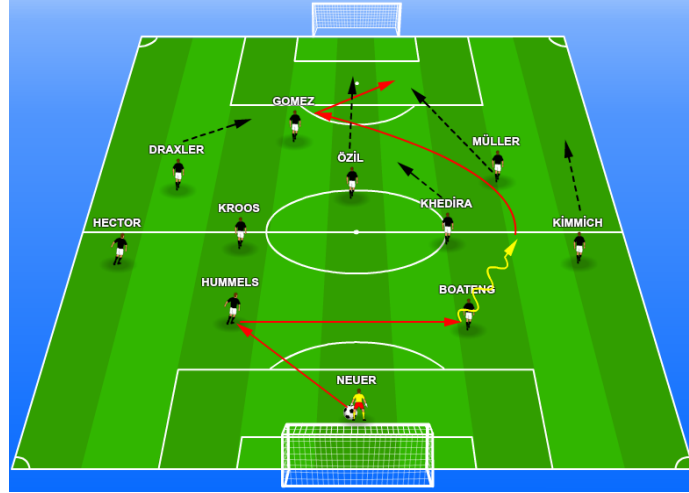 GOMEZ
MÜLLER
DRAXLER
ÖZİL
KROOS
KHEDİRA
HECTOR
KİMMİCH
HUMMELS
BOATENG
NEUER